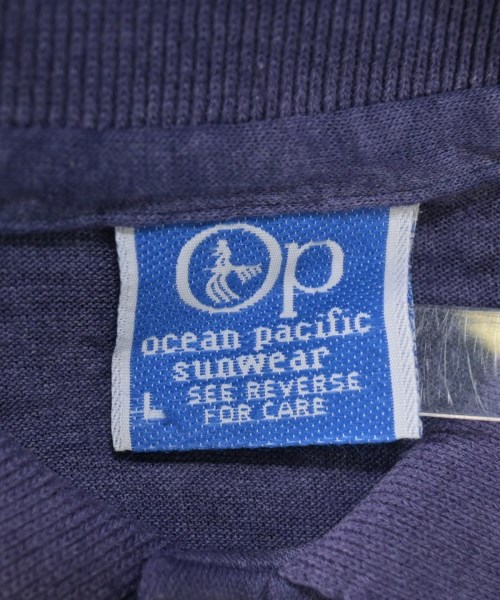 Op
ocean pacific
sunwear
SEE REVERSE
L
FOR CARE